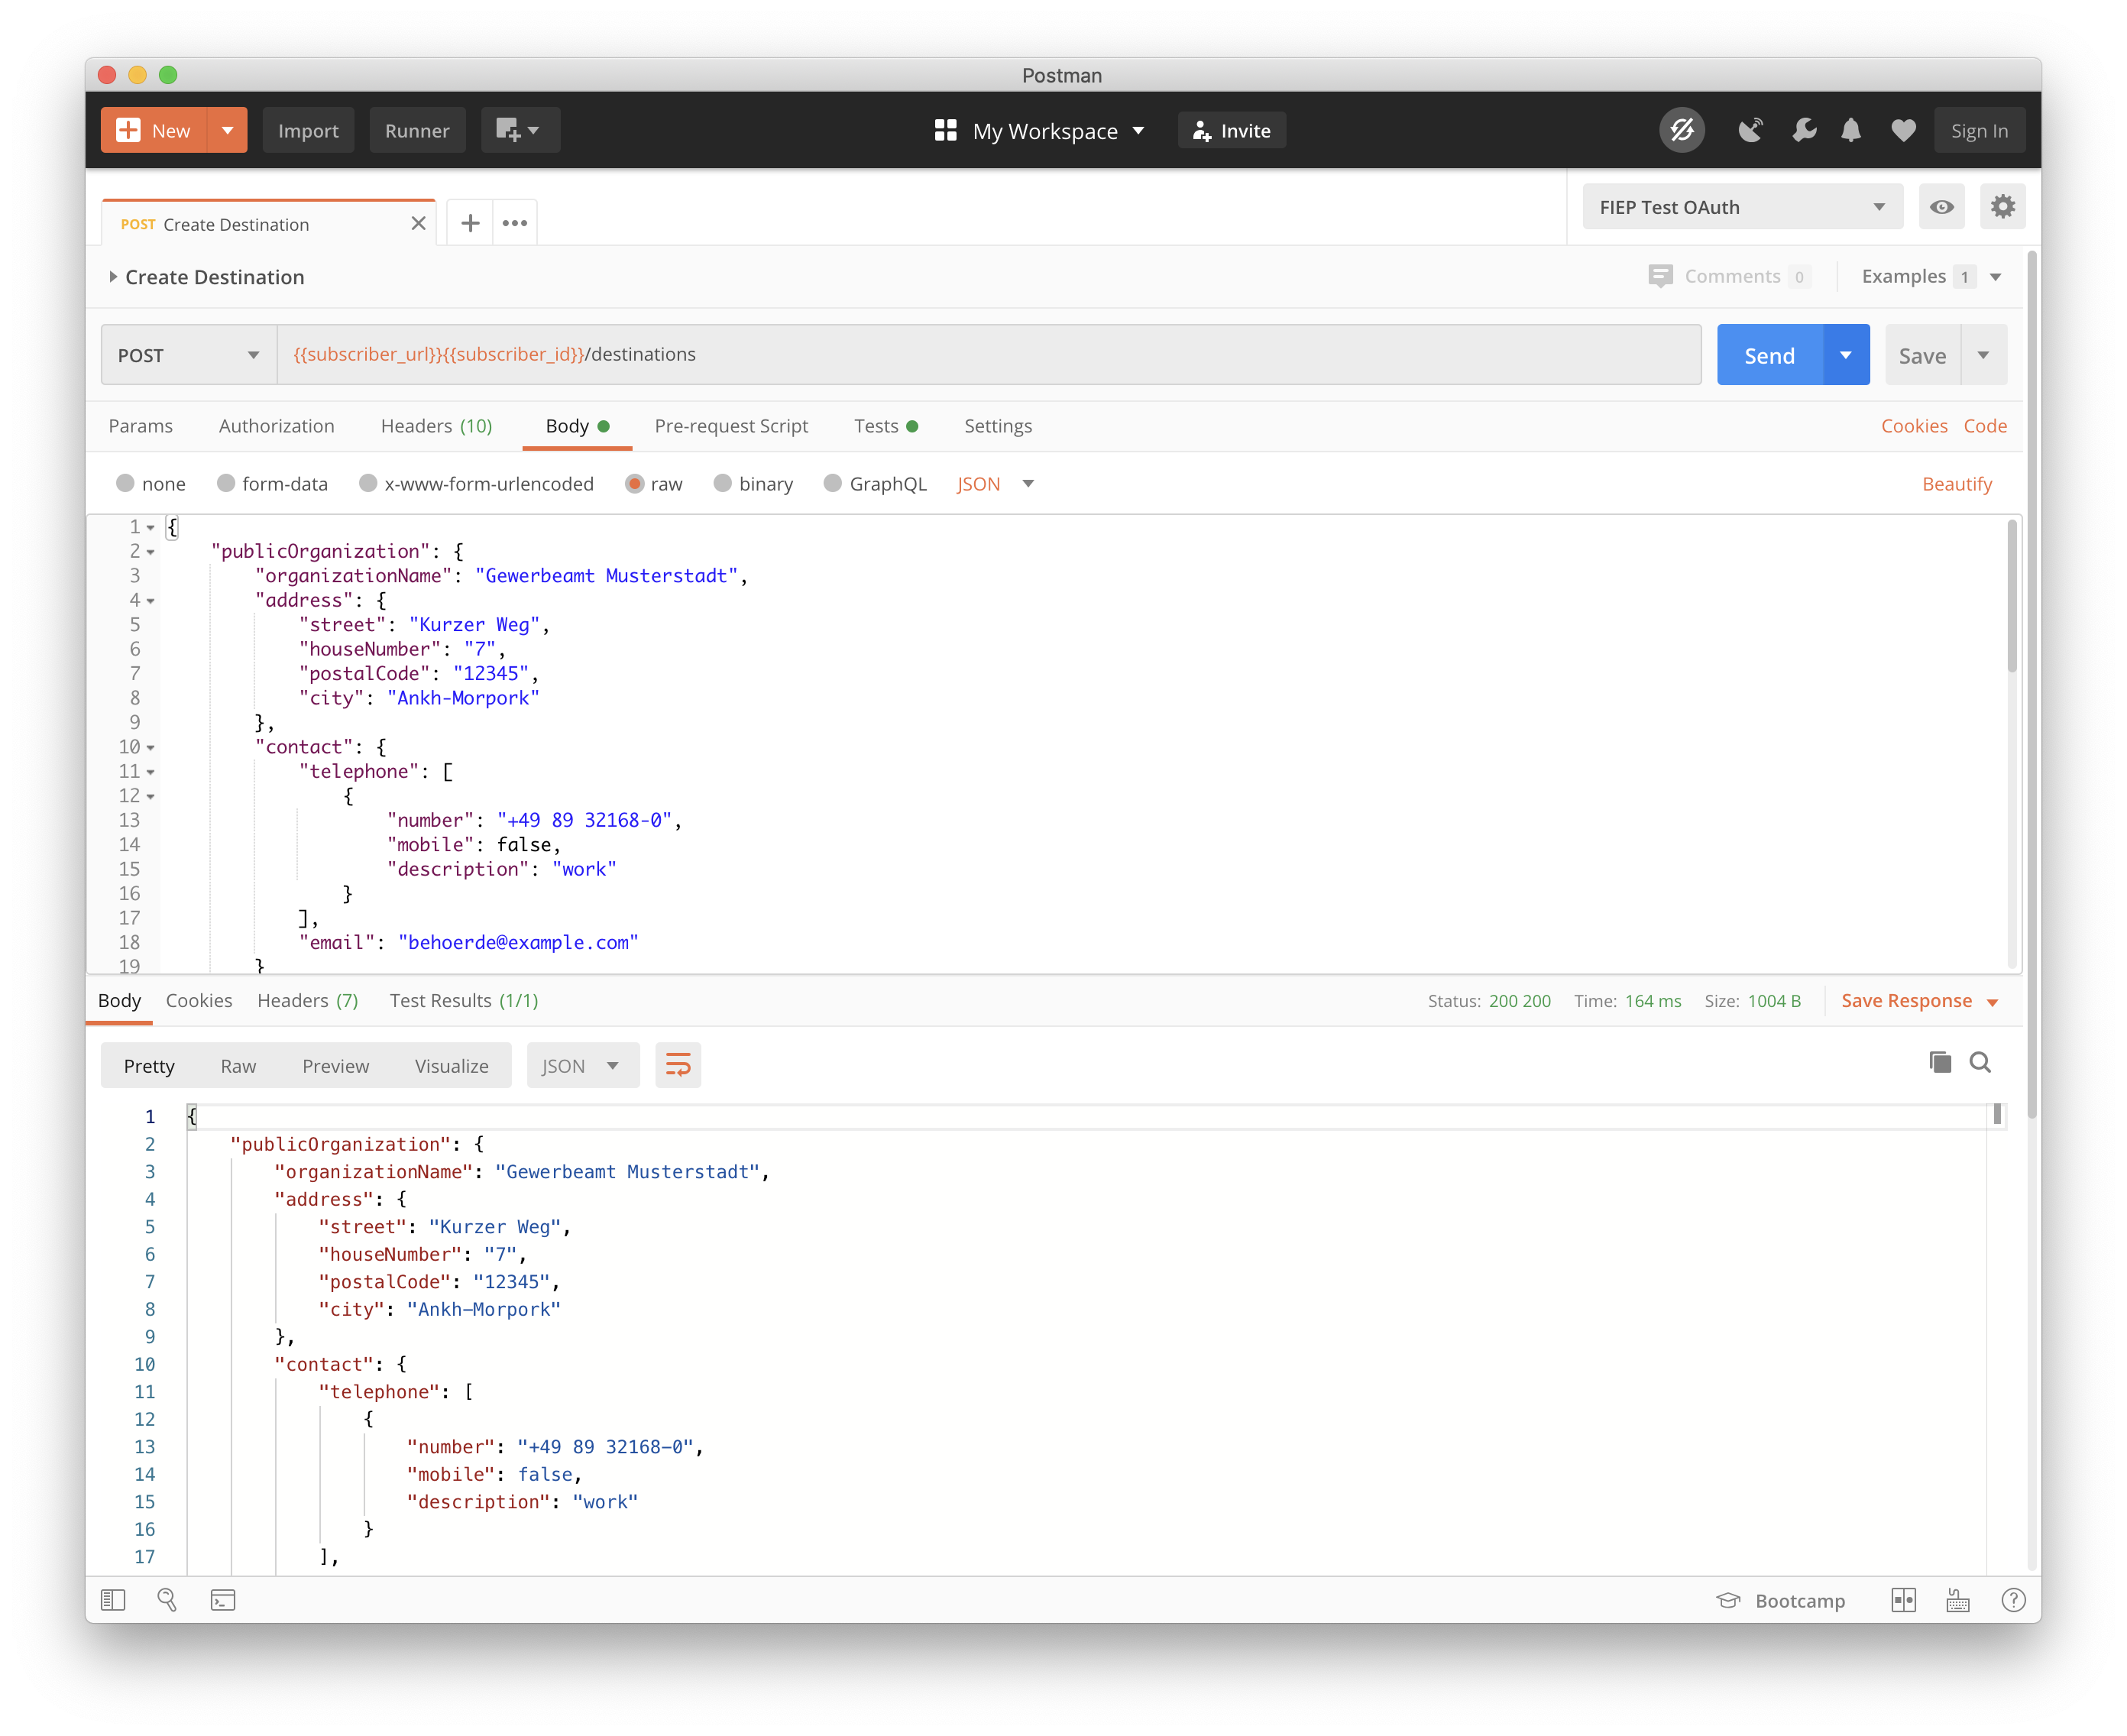 Postman
New Import Runner My Workspace Invite Sign In
POST Create Destination FIEP Test OAuth
Create Destination Comments 0 Examples 1
POST {{subscriber_url}}{{subscriber_id}}/destinations Send Save
Params Authorization Headers (10) Body Pre-request Script Tests Settings Cookies Code
none form-data x-www-form-urlencoded raw binary GraphQL JSON Beautify
1 {
2 "publicOrganization": {
3 "organizationName": "Gewerbeamt Musterstadt",
4 "address": {
5 "street": "Kurzer Weg",
6 "houseNumber": "7",
7 "postalCode": "12345",
8 "city": "Ankh-Morpork"
9 },
10 "contact": {
11 "telephone": [
12 {
13 "number": "+49 89 32168-0",
14 "mobile": false,
15 "description": "work"
16 }
17 ],
18 "email": "behoerde@example.com"
19 }
Body Cookies Headers (7) Test Results (1/1) Status: 200 200 Time: 164 ms Size: 1004 B Save Response
Pretty Raw Preview Visualize JSON
1 {
2 "publicOrganization": {
3 "organizationName": "Gewerbeamt Musterstadt",
4 "address": {
5 "street": "Kurzer Weg",
6 "houseNumber": "7",
7 "postalCode": "12345",
8 "city": "Ankh-Morpork"
9 },
10 "contact": {
11 "telephone": [
12 {
13 "number": "+49 89 32168-0",
14 "mobile": false,
15 "description": "work"
16 }
17 ],
Bootcamp